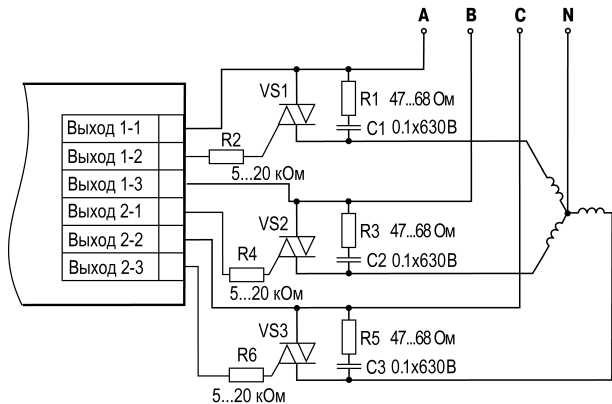 A B C N
VS1
R1 47...68 Ом
C1 0.1x630В
Выход 1-1
Выход 1-2
Выход 1-3
Выход 2-1
Выход 2-2
Выход 2-3
R2
5...20 кОм
VS2
R3 47...68 Ом
C2 0.1x630В
R4
5...20 кОм
VS3
R5 47...68 Ом
C3 0.1x630В
R6
5...20 кОм